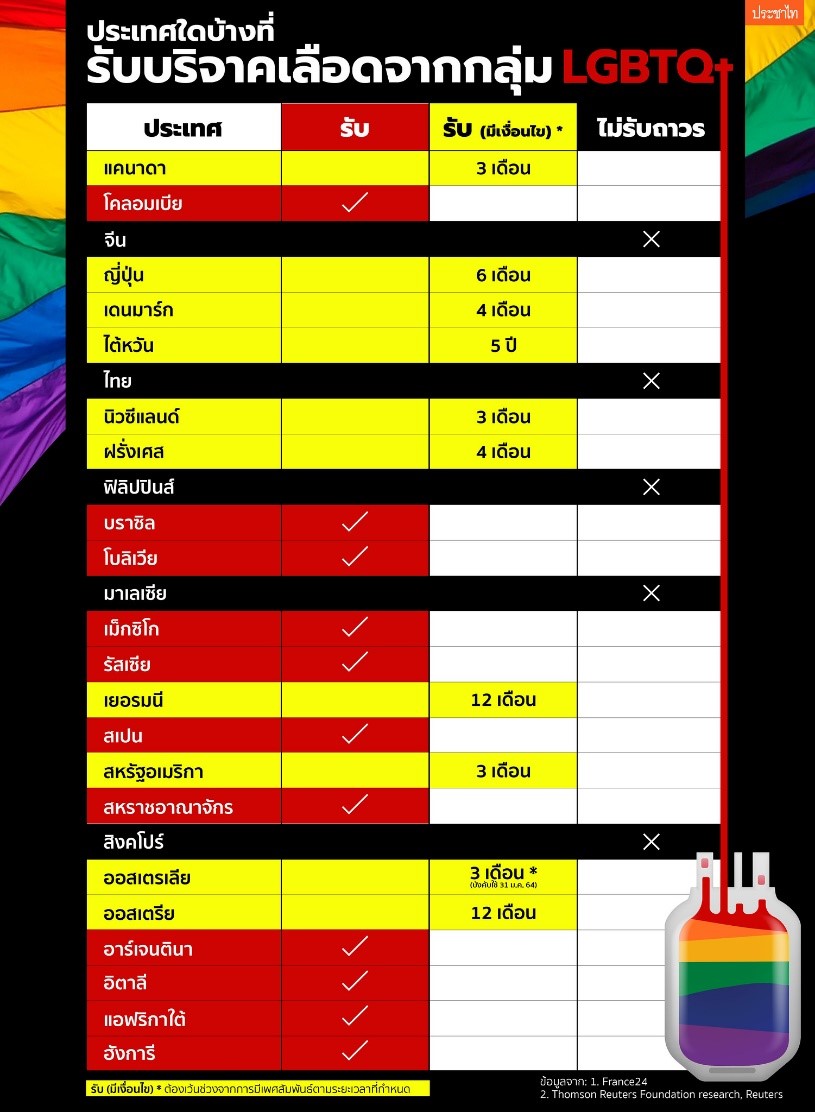 ประชาไท
ประเทศใดบ้างที่
รับบริจาคเลือดจากกลุ่ม LGBTQ+
ประเทศ รับ รับ (มีเงื่อนไข) * ไม่รับถาวร
แคนาดา 3 เดือน
โคลอมเบีย ✓
จีน ✕
ญี่ปุ่น 6 เดือน
เดนมาร์ก 4 เดือน
ไต้หวัน 5 ปี
ไทย ✕
นิวซีแลนด์ 3 เดือน
ฝรั่งเศส 4 เดือน
ฟิลิปปินส์ ✕
บราซิล ✓
โบลิเวีย ✓
มาเลเซีย ✕
เม็กซิโก ✓
รัสเซีย ✓
เยอรมนี 12 เดือน
สเปน ✓
สหรัฐอเมริกา 3 เดือน
สหราชอาณาจักร ✓
สิงคโปร์ ✕
ออสเตรเลีย 3 เดือน *
(บังคับใช้ 31 ม.ค. 64)
ออสเตรีย 12 เดือน
อาร์เจนตินา ✓
อิตาลี ✓
แอฟริกาใต้ ✓
ฮังการี ✓
รับ (มีเงื่อนไข) * ต้องเว้นช่วงจากการมีเพศสัมพันธ์ตามระยะเวลาที่กำหนด
ข้อมูลจาก: 1. France24
2. Thomson Reuters Foundation research, Reuters